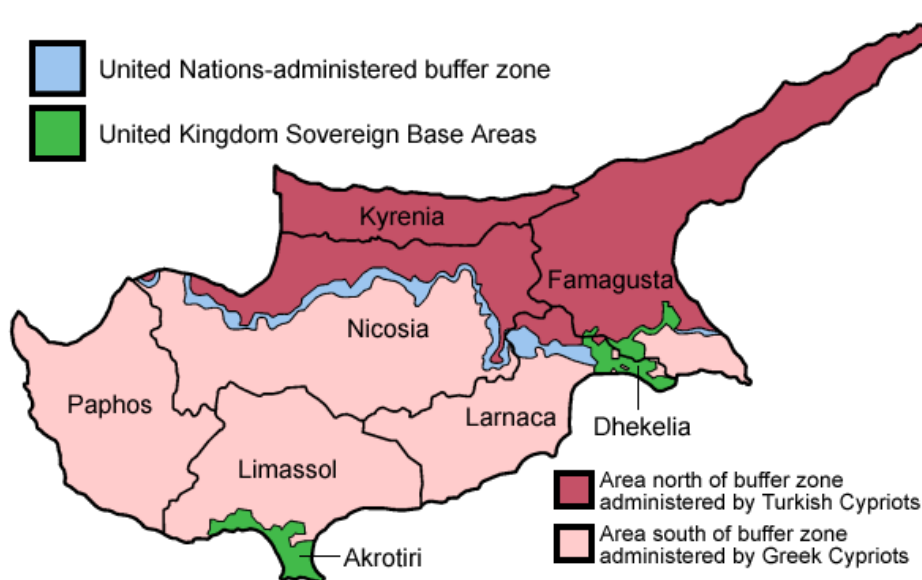 United Nations-administered buffer zone
United Kingdom Sovereign Base Areas
Kyrenia
Famagusta
Nicosia
Paphos
Larnaca
Dhekelia
Limassol
Akrotiri
Area north of buffer zone
administered by Turkish Cypriots
Area south of buffer zone
administered by Greek Cypriots